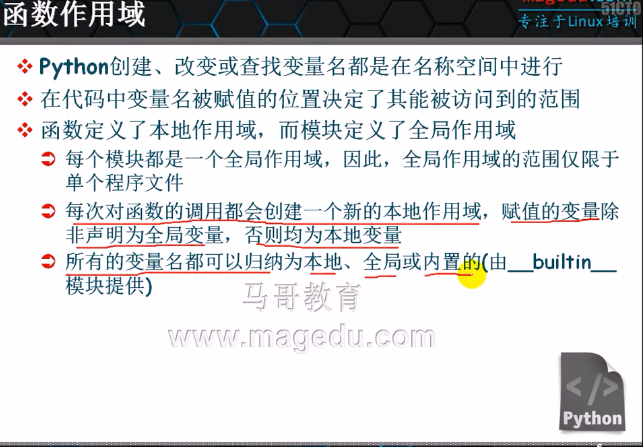 函数作用域
magedu.com
51CTO
专注于Linux培训
Python创建、改变或查找变量名都是在名称空间中进行
在代码中变量名被赋值的位置决定了其能被访问到的范围
函数定义了本地作用域，而模块定义了全局作用域
每个模块都是一个全局作用域，因此，全局作用域的范围仅限于
单个程序文件
每次对函数的调用都会创建一个新的本地作用域，赋值的变量除
非声明为全局变量，否则均为本地变量
所有的变量名都可以归纳为本地、全局或内置的(由__builtin__
模块提供)
马哥教育
www.magedu.com
</>
Python